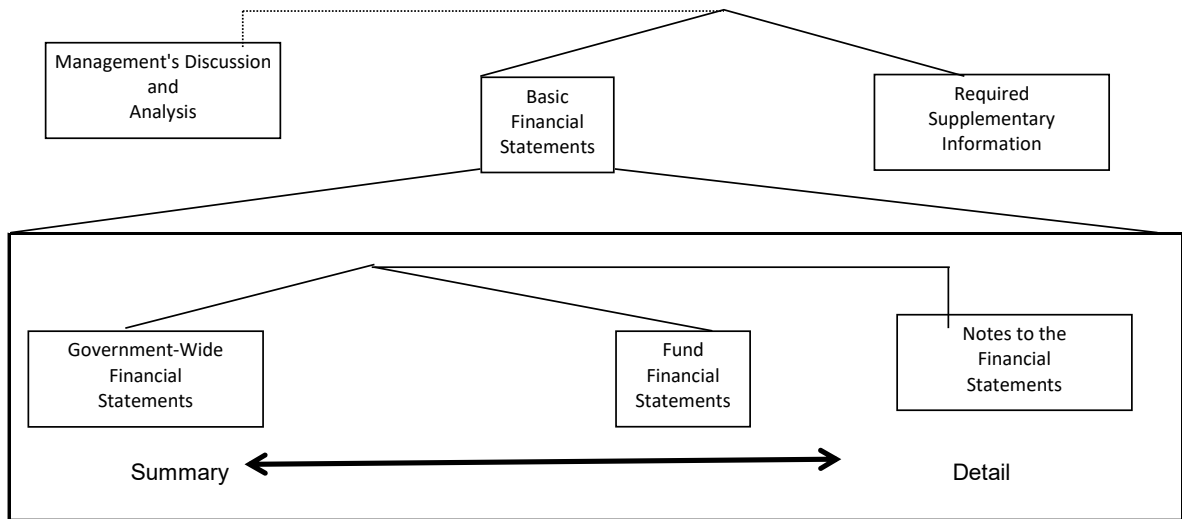 Management's Discussion
and
Analysis
Basic
Financial
Statements
Required
Supplementary
Information
Government-Wide
Financial
Statements
Fund
Financial
Statements
Notes to the
Financial
Statements
Summary
Detail